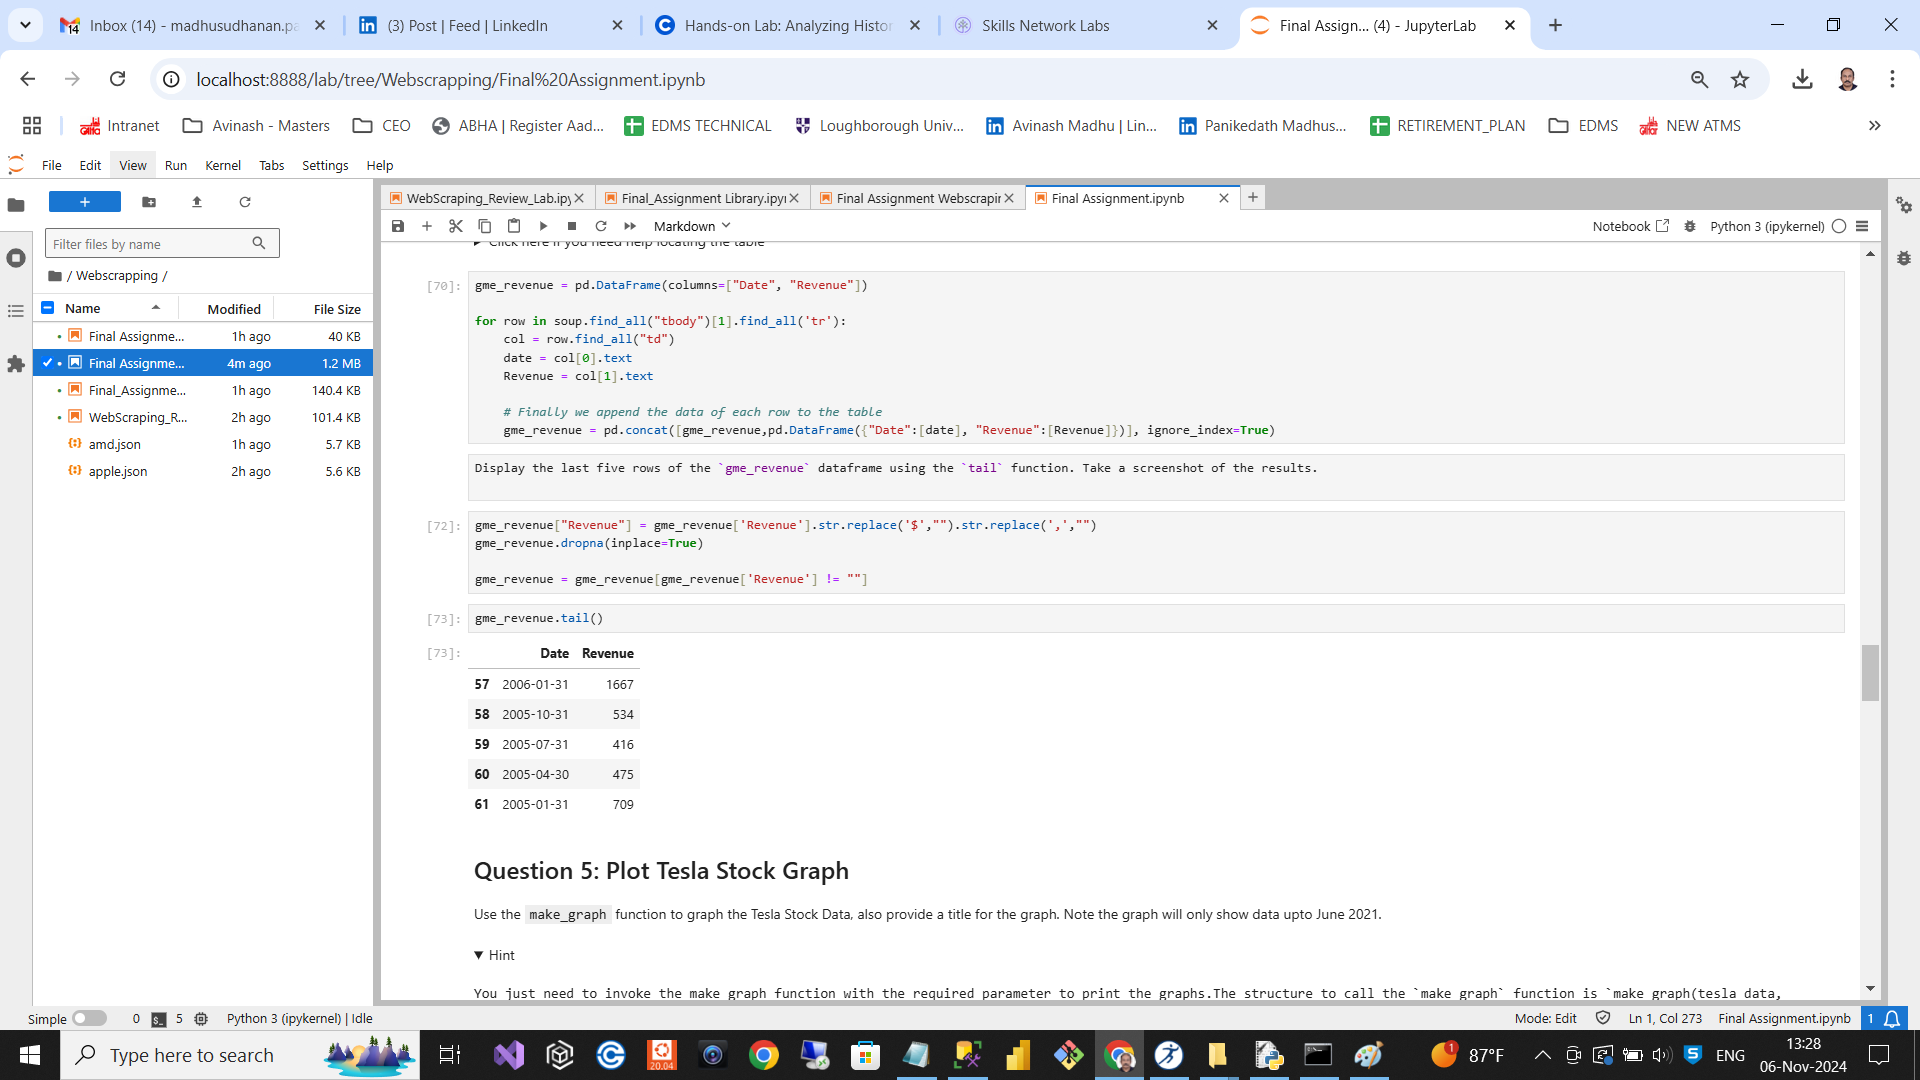 Inbox (14) - madhusudhanan.pa
(3) Post | Feed | LinkedIn
Hands-on Lab: Analyzing Histor
Skills Network Labs
Final Assign... (4) - JupyterLab
localhost:8888/lab/tree/Webscrapping/Final%20Assignment.ipynb
Intranet
Avinash - Masters
CEO
ABHA | Register Aad...
EDMS TECHNICAL
Loughborough Univ...
Avinash Madhu | Lin...
Panikedath Madhus...
RETIREMENT_PLAN
EDMS
NEW ATMS
File Edit View Run Kernel Tabs Settings Help
WebScraping_Review_Lab.ipy
Final_Assignment Library.ipyn
Final Assignment Webscrapin
Final Assignment.ipynb
Markdown
Notebook
Python 3 (ipykernel)
Filter files by name
/ Webscrapping /
Name Modified File Size
Final Assignme... 1h ago 40 KB
Final Assignme... 4m ago 1.2 MB
Final_Assignme... 1h ago 140.4 KB
WebScraping_R... 2h ago 101.4 KB
amd.json 1h ago 5.7 KB
apple.json 2h ago 5.6 KB
Click here if you need help locating the table
[70]: gme_revenue = pd.DataFrame(columns=["Date", "Revenue"])
for row in soup.find_all("tbody")[1].find_all('tr'):
col = row.find_all("td")
date = col[0].text
Revenue = col[1].text
# Finally we append the data of each row to the table
gme_revenue = pd.concat([gme_revenue,pd.DataFrame({"Date":[date], "Revenue":[Revenue]})], ignore_index=True)
Display the last five rows of the `gme_revenue` dataframe using the `tail` function. Take a screenshot of the results.
[72]: gme_revenue["Revenue"] = gme_revenue['Revenue'].str.replace('$',"").str.replace(',',"")
gme_revenue.dropna(inplace=True)
gme_revenue = gme_revenue[gme_revenue['Revenue'] != ""]
[73]: gme_revenue.tail()
[73]: Date Revenue
57 2006-01-31 1667
58 2005-10-31 534
59 2005-07-31 416
60 2005-04-30 475
61 2005-01-31 709
Question 5: Plot Tesla Stock Graph
Use the make_graph function to graph the Tesla Stock Data, also provide a title for the graph. Note the graph will only show data upto June 2021.
Hint
You just need to invoke the make_graph function with the required parameter to print the graphs.The structure to call the `make_graph` function is `make_graph(tesla_data,
Simple 0 5 Python 3 (ipykernel) | Idle
Mode: Edit Ln 1, Col 273 Final Assignment.ipynb 1
Type here to search
20.04
1
87°F
ENG
13:28
06-Nov-2024